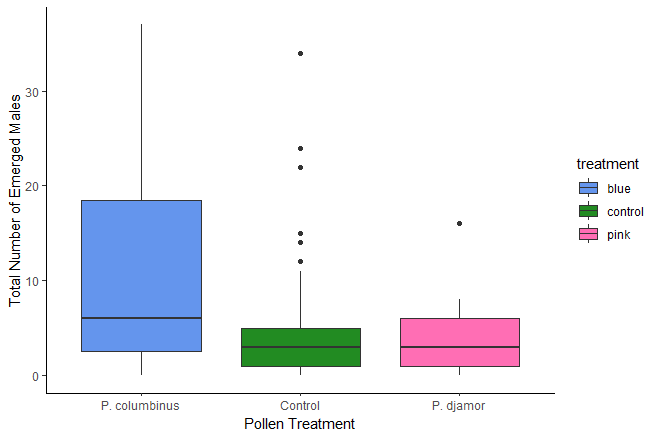 Total Number of Emerged Males
30
20
10
0
P. columbinus
Control
P. djamor
Pollen Treatment
treatment
blue
control
pink